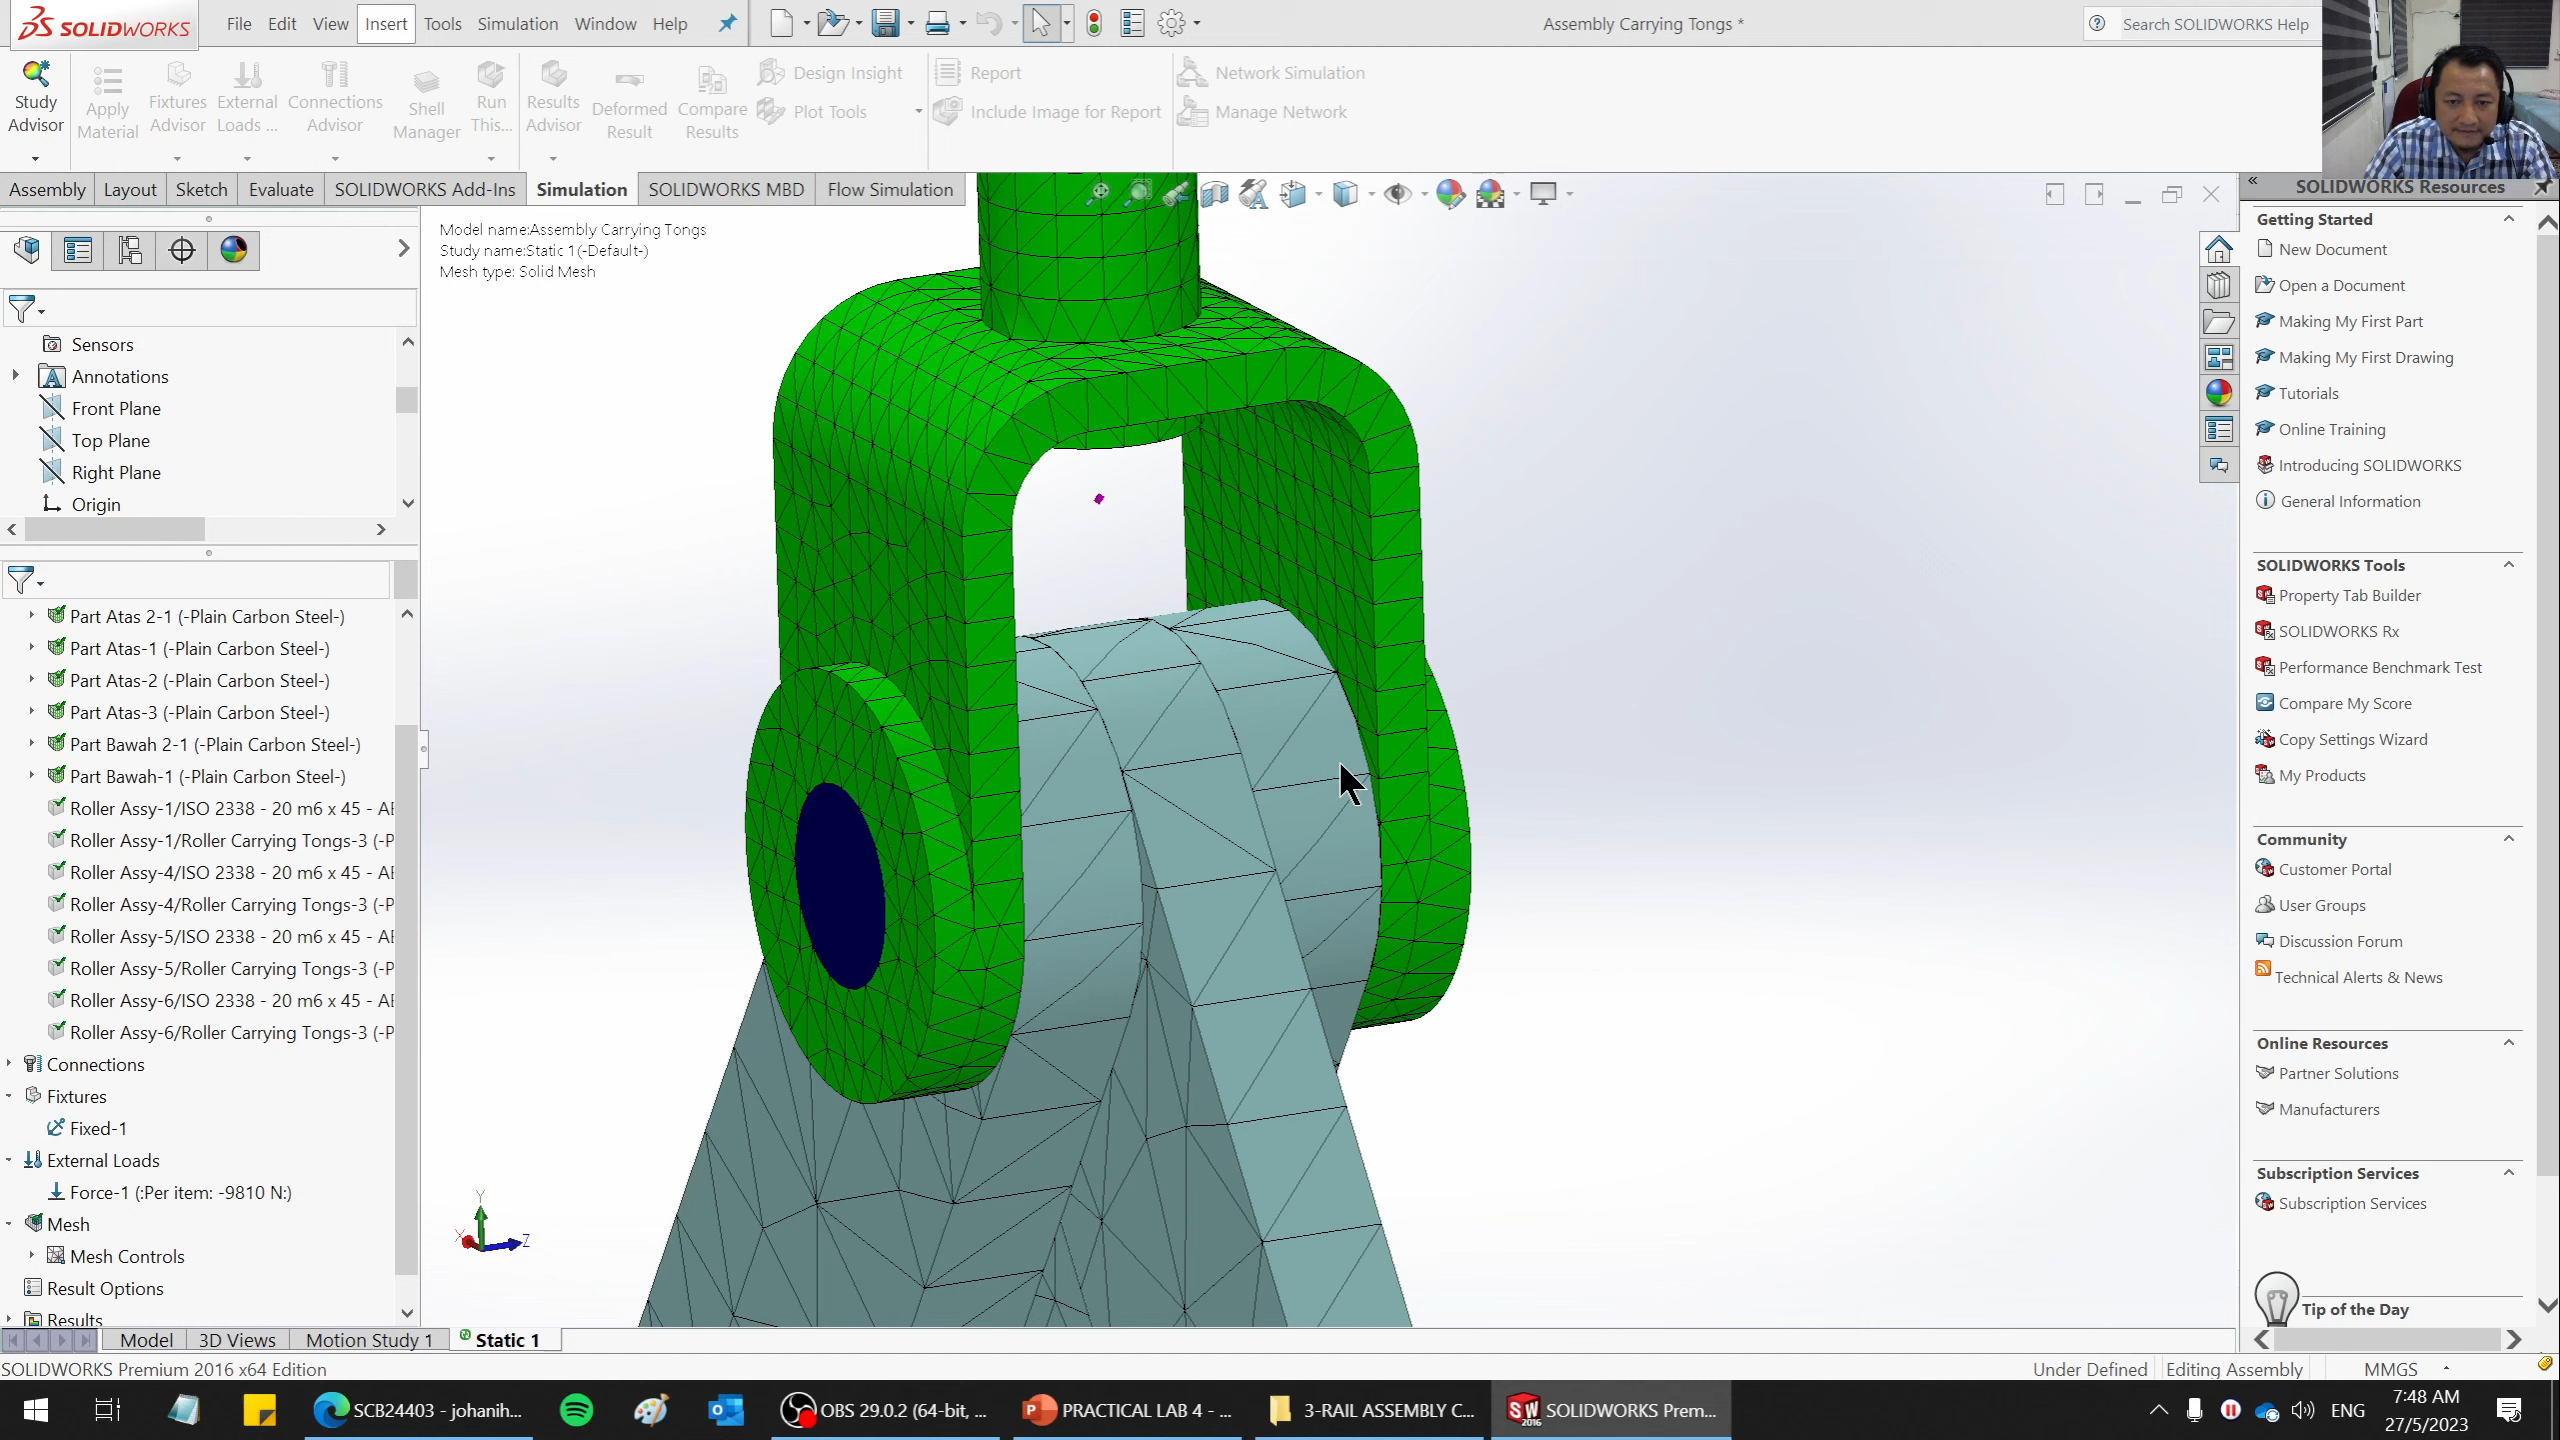 SOLIDWORKS
File Edit View Insert Tools Simulation Window Help
Assembly Carrying Tongs *
Search SOLIDWORKS Help
Study Advisor
Apply Material
Fixtures Advisor
External Loads ...
Connections Advisor
Shell Manager
Run This...
Results Advisor
Deformed Result
Compare Results
Design Insight
Plot Tools
Report
Include Image for Report
Network Simulation
Manage Network
Assembly Layout Sketch Evaluate SOLIDWORKS Add-Ins Simulation SOLIDWORKS MBD Flow Simulation
Model name:Assembly Carrying Tongs
Study name:Static 1(-Default-)
Mesh type: Solid Mesh
Sensors
Annotations
Front Plane
Top Plane
Right Plane
Origin
Part Atas 2-1 (-Plain Carbon Steel-)
Part Atas-1 (-Plain Carbon Steel-)
Part Atas-2 (-Plain Carbon Steel-)
Part Atas-3 (-Plain Carbon Steel-)
Part Bawah 2-1 (-Plain Carbon Steel-)
Part Bawah-1 (-Plain Carbon Steel-)
Roller Assy-1/ISO 2338 - 20 m6 x 45 - A
Roller Assy-1/Roller Carrying Tongs-3 (-P
Roller Assy-4/ISO 2338 - 20 m6 x 45 - A
Roller Assy-4/Roller Carrying Tongs-3 (-P
Roller Assy-5/ISO 2338 - 20 m6 x 45 - A
Roller Assy-5/Roller Carrying Tongs-3 (-P
Roller Assy-6/ISO 2338 - 20 m6 x 45 - A
Roller Assy-6/Roller Carrying Tongs-3 (-P
Connections
Fixtures
Fixed-1
External Loads
Force-1 (:Per item: -9810 N:)
Mesh
Mesh Controls
Result Options
Results
Y
X
Z
SOLIDWORKS Resources
Getting Started
New Document
Open a Document
Making My First Part
Making My First Drawing
Tutorials
Online Training
Introducing SOLIDWORKS
General Information
SOLIDWORKS Tools
Property Tab Builder
SOLIDWORKS Rx
Performance Benchmark Test
Compare My Score
Copy Settings Wizard
My Products
Community
Customer Portal
User Groups
Discussion Forum
Technical Alerts & News
Online Resources
Partner Solutions
Manufacturers
Subscription Services
Subscription Services
Tip of the Day
Model 3D Views Motion Study 1 Static 1
SOLIDWORKS Premium 2016 x64 Edition
Under Defined Editing Assembly MMGS
SCB24403 - johanih...
OBS 29.0.2 (64-bit, ...
PRACTICAL LAB 4 - ...
3-RAIL ASSEMBLY C...
SOLIDWORKS Prem...
ENG
7:48 AM
27/5/2023